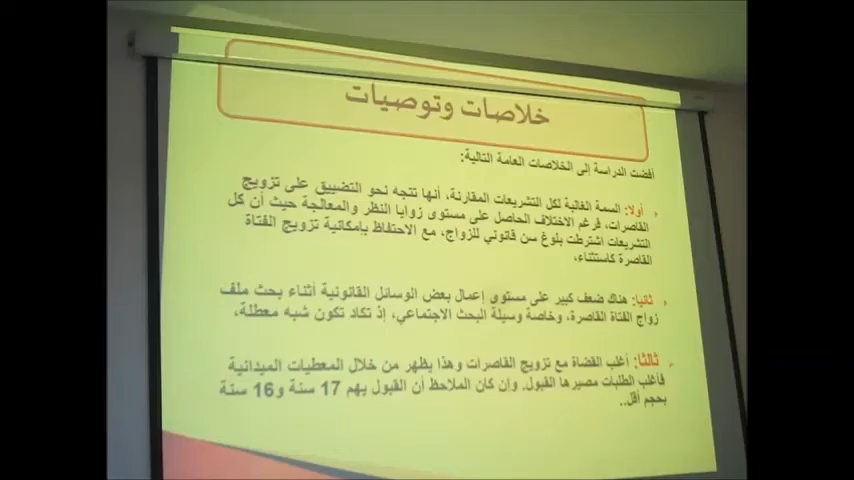 خلاصات وتوصيات
أفضت الدراسة إلى الخلاصات العامة التالية:
أولا: السمة الغالبة لكل التشريعات المقارنة، أنها تتجه نحو التضييق على تزويج
القاصرات، فرغم الاختلاف الحاصل على مستوى زوايا النظر والمعالجة حيث أن كل
التشريعات اشترطت بلوغ سن قانوني للزواج، مع الاحتفاظ بإمكانية تزويج الفتاة
القاصرة كاستثناء،
ثانيا: هناك ضعف كبير على مستوى إعمال بعض الوسائل القانونية أثناء بحث ملف
زواج الفتاة القاصرة، وخاصة وسيلة البحث الاجتماعي، إذ تكاد تكون شبه معطلة،
ثالثا: أغلب القضاة مع تزويج القاصرات وهذا يظهر من خلال المعطيات الميدانية
فأغلب الطلبات مصيرها القبول. وإن كان الملاحظ أن القبول يهم 17 سنة و16 سنة
بحجم أقل..